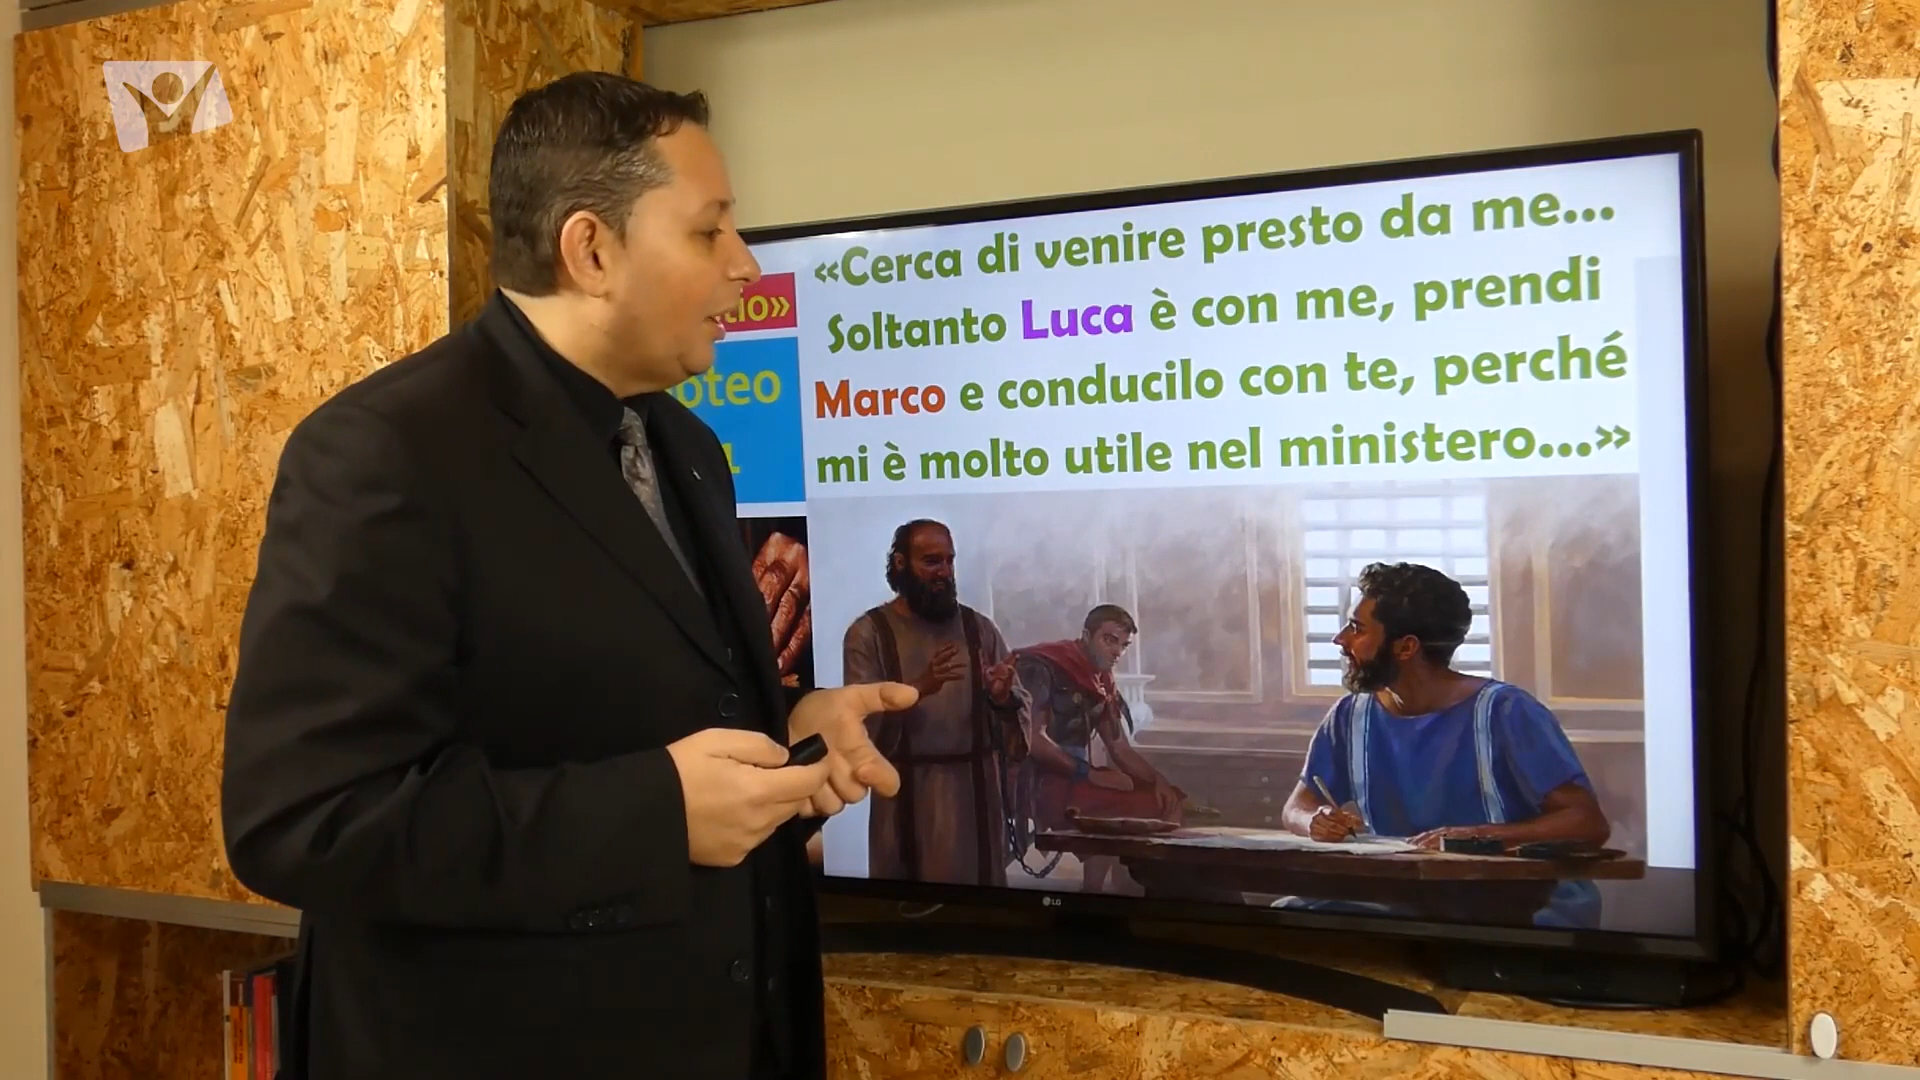 «Cerca di venire presto da me...
Soltanto Luca è con me, prendi
Marco e conducilo con te, perché
mi è molto utile nel ministero...»
LG